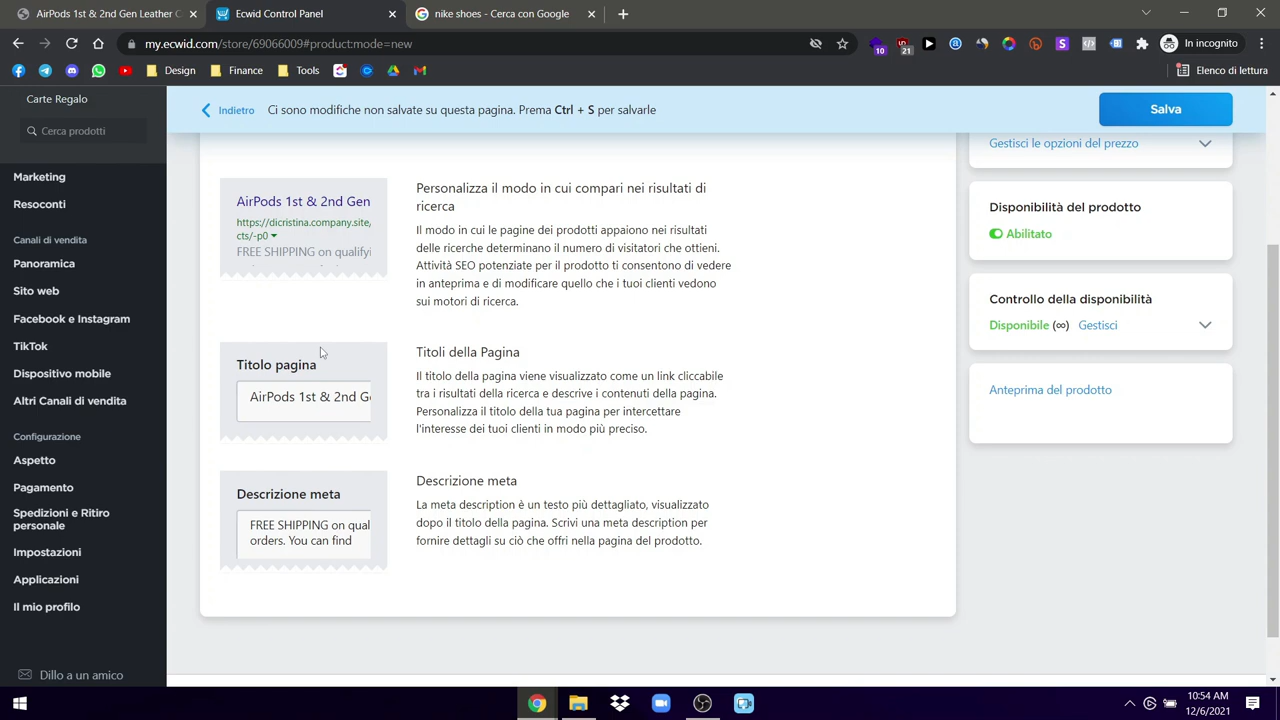 AirPods 1st & 2nd Gen Leather C
Ecwid Control Panel
nike shoes - Cerca con Google
my.ecwid.com/store/69066009#product:mode=new
10
21
In incognito
Design
Finance
Tools
Elenco di lettura
Carte Regalo
Cerca prodotti
Marketing
Resoconti
Canali di vendita
Panoramica
Sito web
Facebook e Instagram
TikTok
Dispositivo mobile
Altri Canali di vendita
Configurazione
Aspetto
Pagamento
Spedizioni e Ritiro
personale
Impostazioni
Applicazioni
Il mio profilo
Dillo a un amico
Indietro
Ci sono modifiche non salvate su questa pagina. Prema Ctrl + S per salvarle
Salva
AirPods 1st & 2nd Gen
https://dicristina.company.site/
cts/-p0
FREE SHIPPING on qualifyi
Personalizza il modo in cui compari nei risultati di
ricerca
Il modo in cui le pagine dei prodotti appaiono nei risultati
delle ricerche determinano il numero di visitatori che ottieni.
Attività SEO potenziate per il prodotto ti consentono di vedere
in anteprima e di modificare quello che i tuoi clienti vedono
sui motori di ricerca.
Titolo pagina
AirPods 1st & 2nd Ge
Titoli della Pagina
Il titolo della pagina viene visualizzato come un link cliccabile
tra i risultati della ricerca e descrive i contenuti della pagina.
Personalizza il titolo della tua pagina per intercettare
l'interesse dei tuoi clienti in modo più preciso.
Descrizione meta
FREE SHIPPING on qual
orders. You can find
Descrizione meta
La meta description è un testo più dettagliato, visualizzato
dopo il titolo della pagina. Scrivi una meta description per
fornire dettagli su ciò che offri nella pagina del prodotto.
Gestisci le opzioni del prezzo
Disponibilità del prodotto
Abilitato
Controllo della disponibilità
Disponibile (∞) Gestisci
Anteprima del prodotto
10:54 AM
12/6/2021